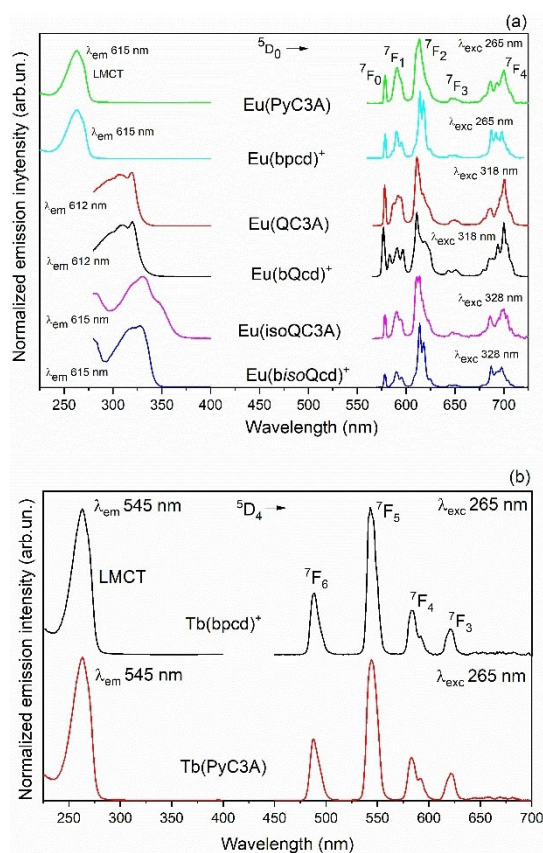 (a)
λem 615 nm
LMCT
⁵D₀ →
⁷F₀
⁷F₁
⁷F₂
⁷F₃
λexc 265 nm
⁷F₄
Eu(PyC3A)
λem 615 nm
Eu(bpcd)⁺
λexc 265 nm
λem 612 nm
Eu(QC3A)
λexc 318 nm
λem 612 nm
Eu(bQcd)⁺
λexc 318 nm
λem 615 nm
Eu(isoQC3A)
λexc 328 nm
λem 615 nm
Eu(bisoQcd)⁺
λexc 328 nm
Normalized emission inytensity (arb.un.)
250 300 350 400 450 500 550 600 650 700
Wavelength (nm)
(b)
λem 545 nm
LMCT
⁵D₄ →
⁷F₆
⁷F₅
⁷F₄
⁷F₃
λexc 265 nm
Tb(bpcd)⁺
λem 545 nm
λexc 265 nm
Tb(PyC3A)
Normalized emission intensity (arb.un.)
250 300 350 400 450 500 550 600 650 700
Wavelength (nm)